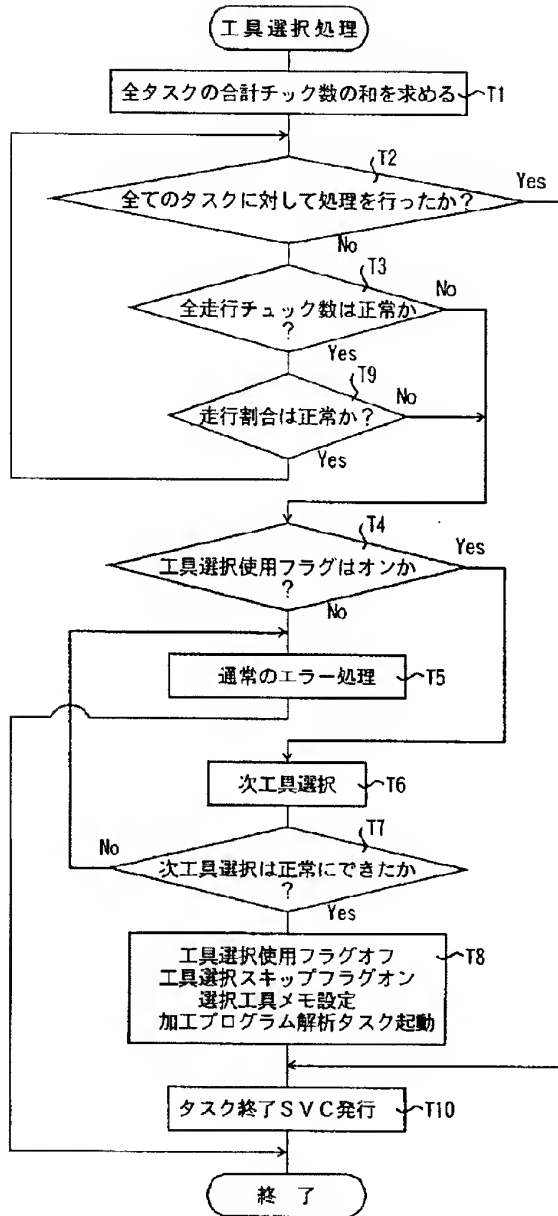 工具選択処理
全タスクの合計チック数の和を求める
T1
T2
Yes
全てのタスクに対して処理を行ったか?
No
T3
No
全走行チェック数は正常か
?
Yes
T9
No
走行割合は正常か?
Yes
T4
Yes
工具選択使用フラグはオンか
?
No
通常のエラー処理
T5
次工具選択
T6
T7
No
次工具選択は正常にできたか
?
Yes
工具選択使用フラグオフ
工具選択スキップフラグオン
選択工具メモ設定
加工プログラム解析タスク起動
T8
タスク終了SVC発行
T10
終了